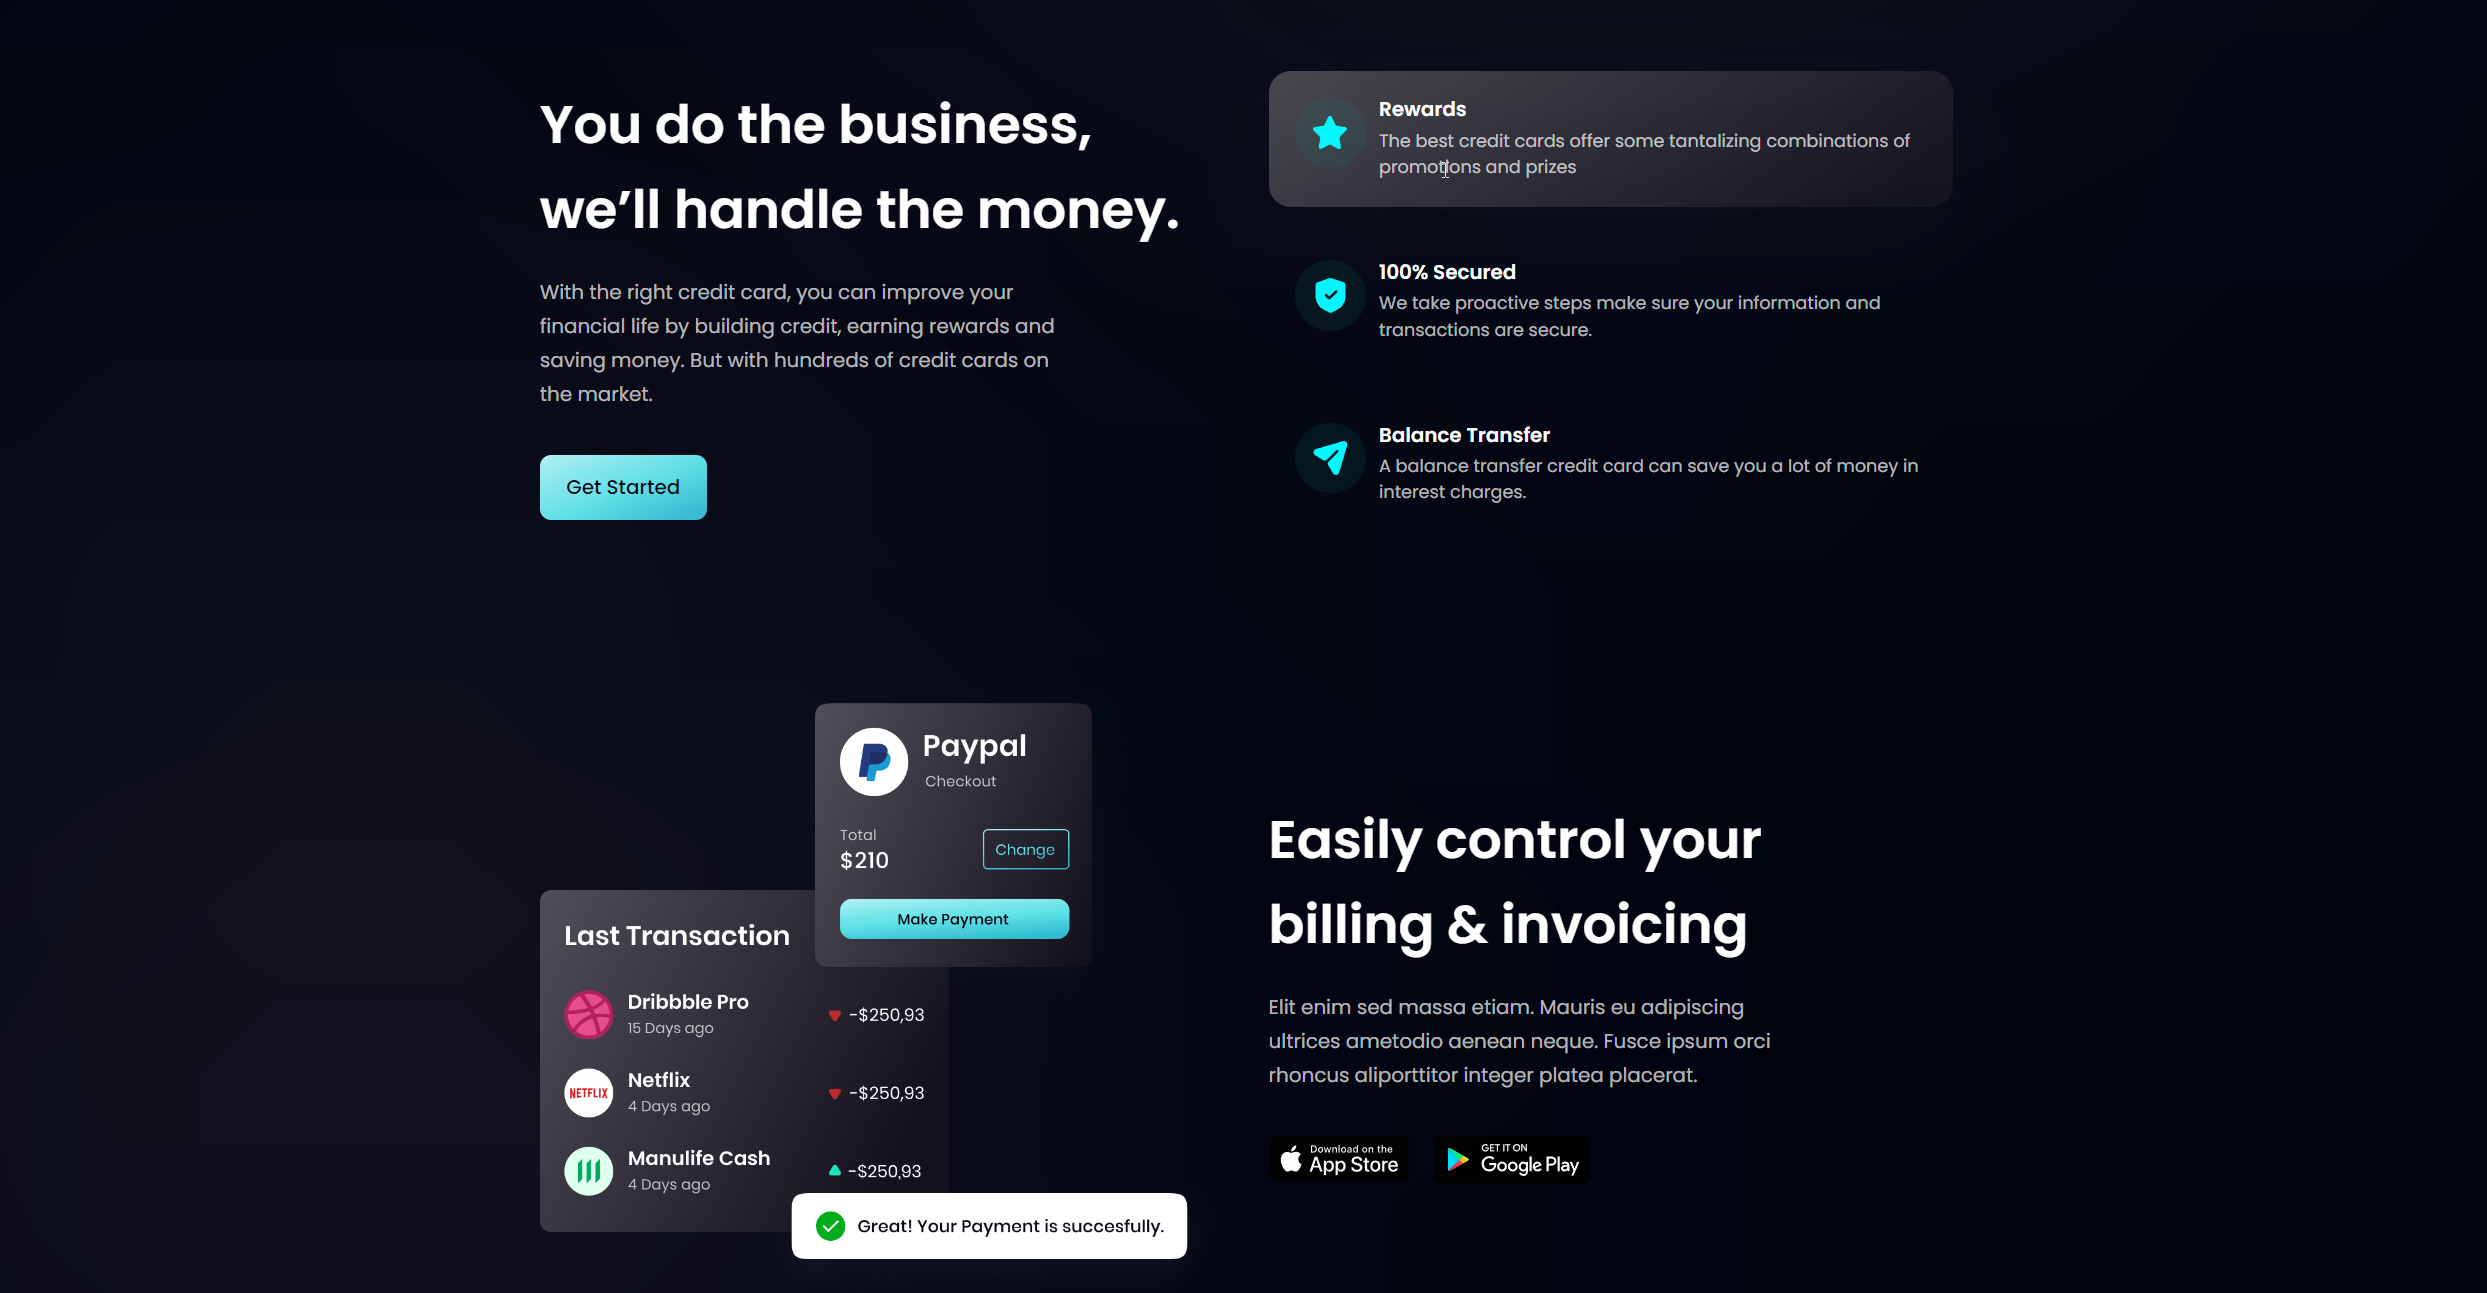 You do the business,
we’ll handle the money.
With the right credit card, you can improve your
financial life by building credit, earning rewards and
saving money. But with hundreds of credit cards on
the market.
Get Started
Rewards
The best credit cards offer some tantalizing combinations of
promotions and prizes
100% Secured
We take proactive steps make sure your information and
transactions are secure.
Balance Transfer
A balance transfer credit card can save you a lot of money in
interest charges.
Paypal
Checkout
Total
$210
Change
Make Payment
Last Transaction
Dribbble Pro
15 Days ago
-$250,93
NETFLIX
Netflix
4 Days ago
-$250,93
Manulife Cash
4 Days ago
-$250,93
Great! Your Payment is succesfully.
Easily control your
billing & invoicing
Elit enim sed massa etiam. Mauris eu adipiscing
ultrices ametodio aenean neque. Fusce ipsum orci
rhoncus aliporttitor integer platea placerat.
Download on the
App Store
GET IT ON
Google Play